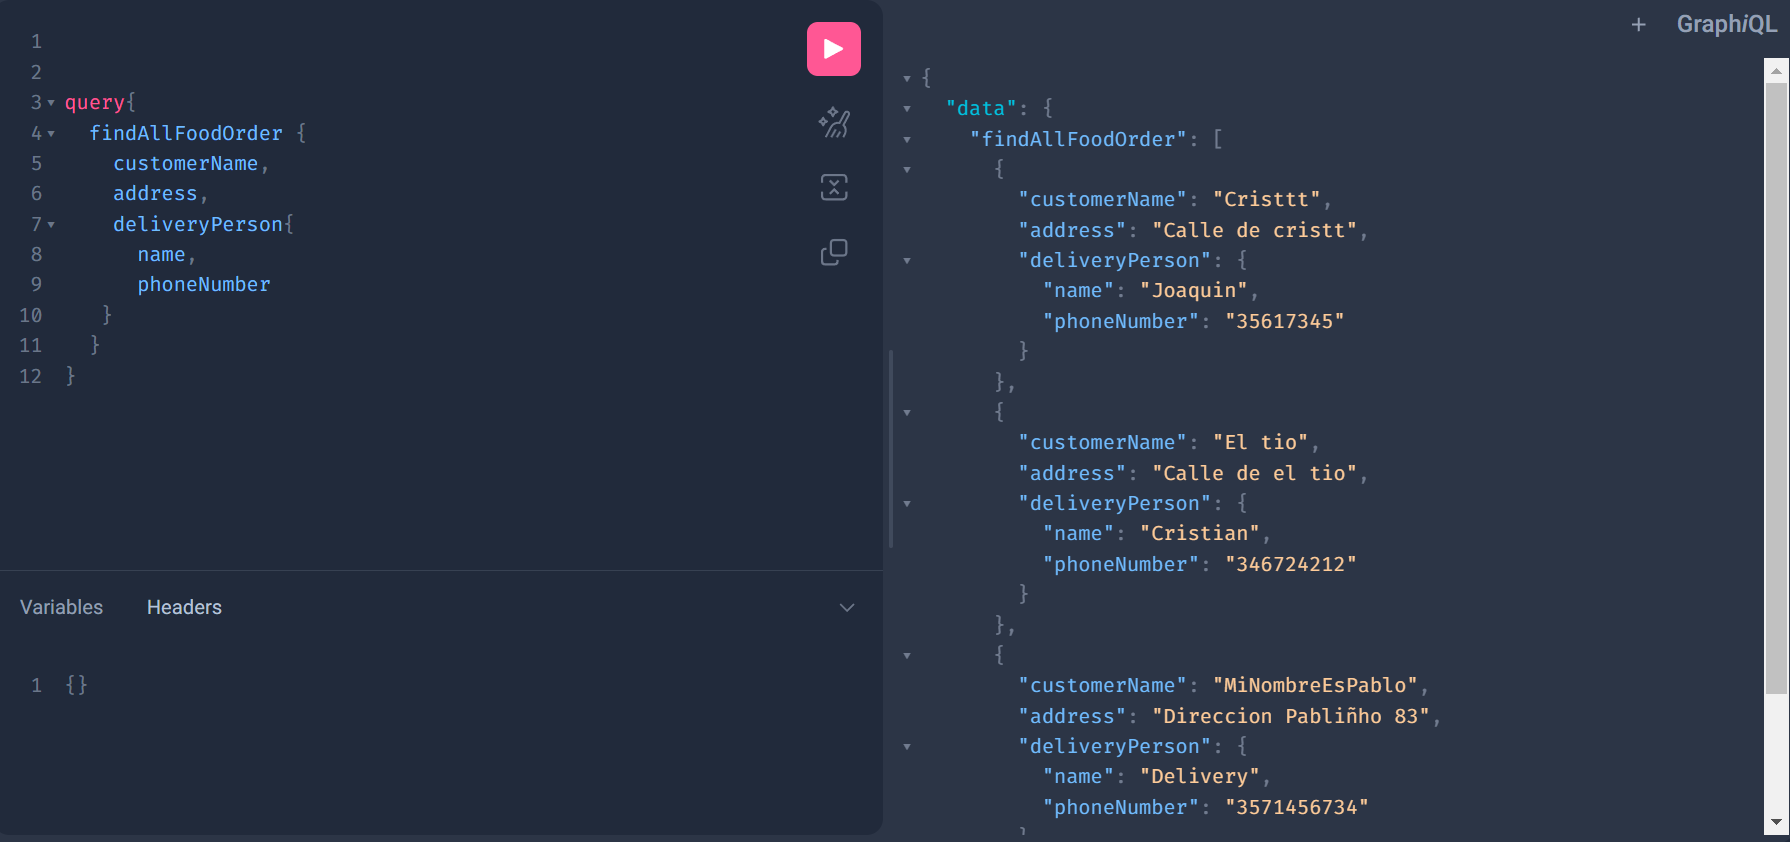 1
2
3 query{
4 findAllFoodOrder {
5 customerName,
6 address,
7 deliveryPerson{
8 name,
9 phoneNumber
10 }
11 }
12 }
Variables Headers
1 {}
+ GraphiQL
{
"data": {
"findAllFoodOrder": [
{
"customerName": "Cristtt",
"address": "Calle de cristt",
"deliveryPerson": {
"name": "Joaquin",
"phoneNumber": "35617345"
}
},
{
"customerName": "El tio",
"address": "Calle de el tio",
"deliveryPerson": {
"name": "Cristian",
"phoneNumber": "346724212"
}
},
{
"customerName": "MiNombreEsPablo",
"address": "Direccion Pabliñho 83",
"deliveryPerson": {
"name": "Delivery",
"phoneNumber": "3571456734"
}